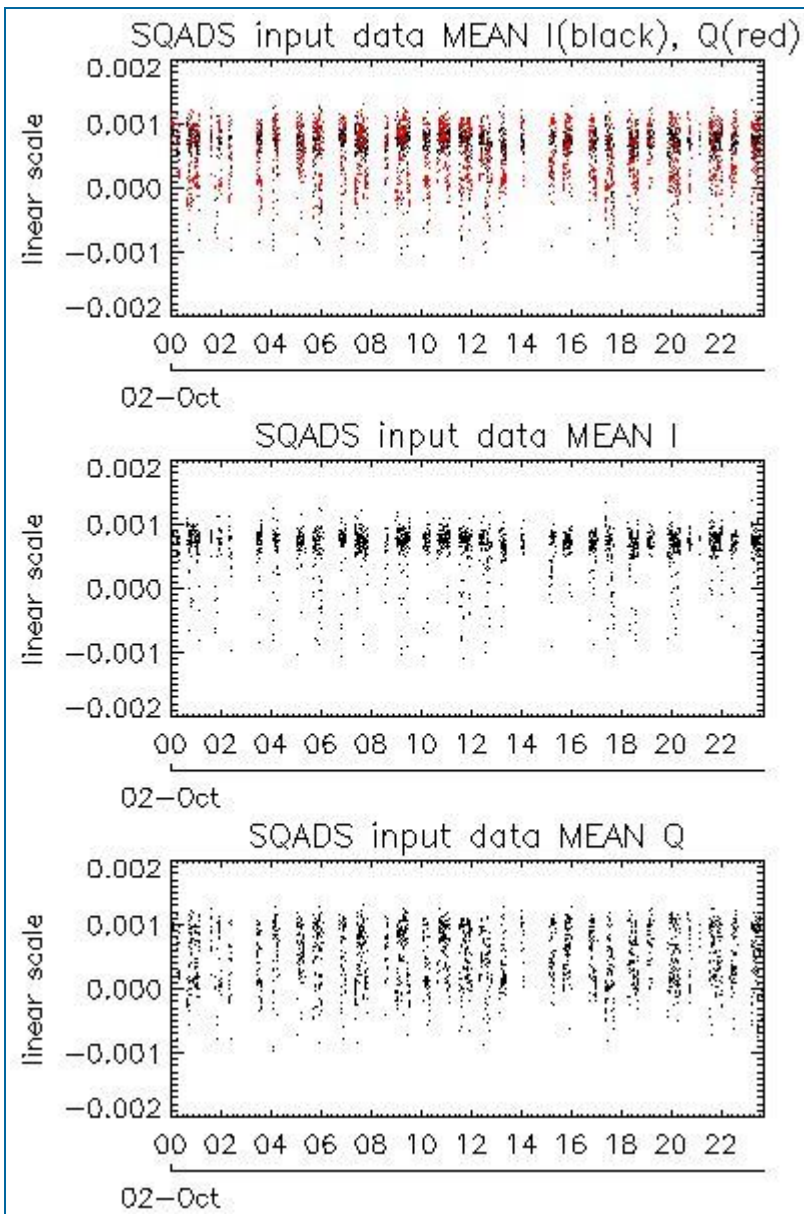 SQADS input data MEAN I(black), Q(red)
0.002
0.001
0.000
-0.001
-0.002
linear scale
00 02 04 06 08 10 12 14 16 18 20 22
02-Oct
SQADS input data MEAN I
0.002
0.001
0.000
-0.001
-0.002
linear scale
00 02 04 06 08 10 12 14 16 18 20 22
02-Oct
SQADS input data MEAN Q
0.002
0.001
0.000
-0.001
-0.002
linear scale
00 02 04 06 08 10 12 14 16 18 20 22
02-Oct